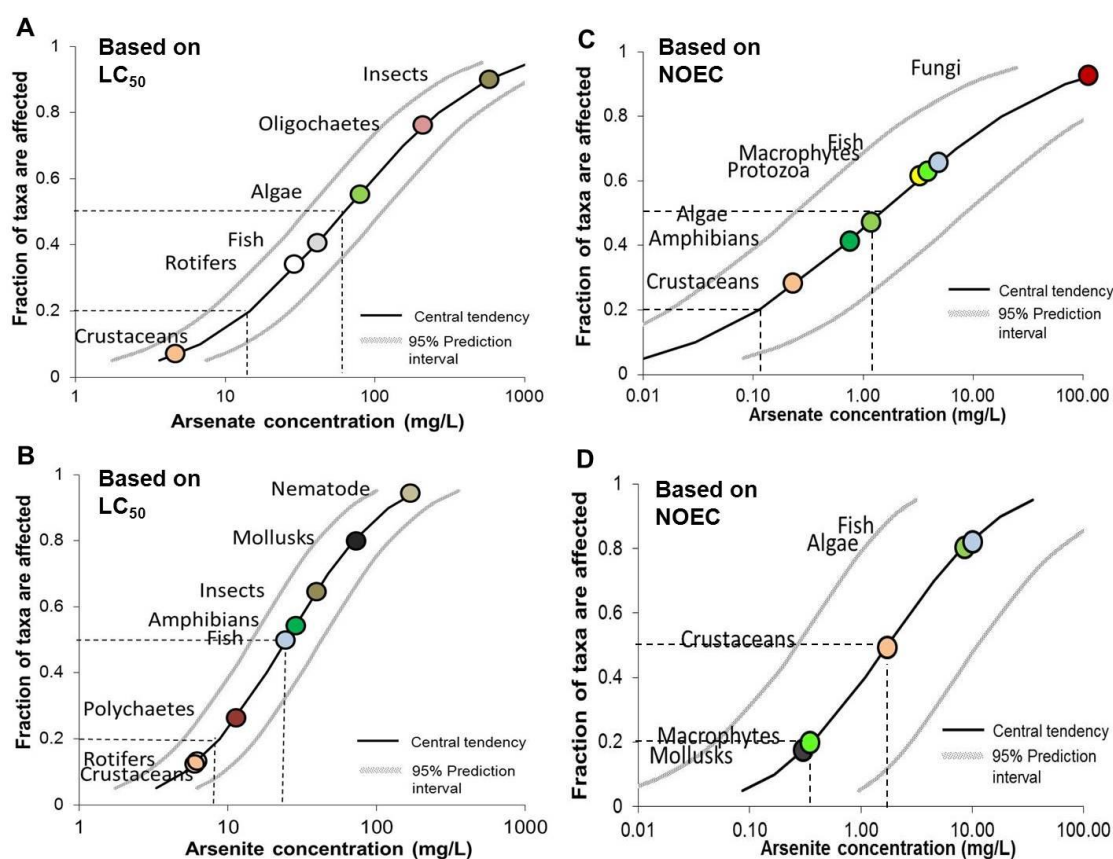 A
Based on
LC50
Fraction of taxa are affected
1
0.8
0.6
0.4
0.2
0
Insects
Oligochaetes
Algae
Fish
Rotifers
Crustaceans
Central tendency
95% Prediction
interval
1
10
100
1000
Arsenate concentration (mg/L)
C
Based on
NOEC
Fraction of taxa are affected
1
0.8
0.6
0.4
0.2
0
Fungi
Fish
Macrophytes
Protozoa
Algae
Amphibians
Crustaceans
Central tendency
95% Prediction
interval
0.01
0.10
1.00
10.00
100.00
Arsenate concentration (mg/L)
B
Based on
LC50
Fraction of taxa are affected
1
0.8
0.6
0.4
0.2
0
Nematode
Mollusks
Insects
Amphibians
Fish
Polychaetes
Rotifers
Crustaceans
Central tendency
95% Prediction
interval
1
10
100
1000
Arsenite concentration (mg/L)
D
Based on
NOEC
Fraction of taxa are affected
1
0.8
0.6
0.4
0.2
0
Fish
Algae
Crustaceans
Macrophytes
Mollusks
Central tendency
95% Prediction
interval
0.01
0.10
1.00
10.00
100.00
Arsenite concentration (mg/L)